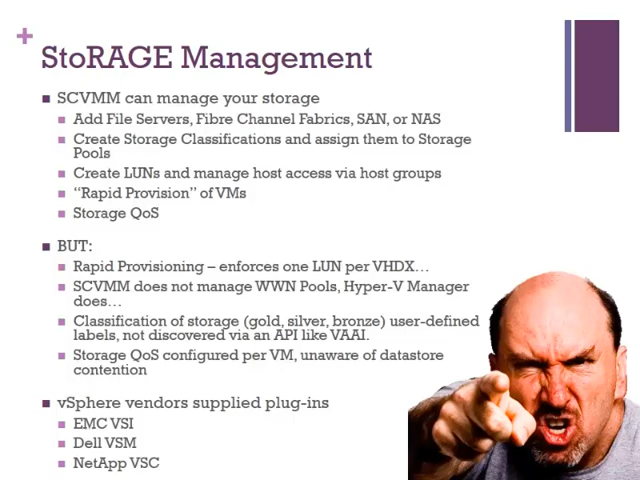 +
StoRAGE Management
SCVMM can manage your storage
Add File Servers, Fibre Channel Fabrics, SAN, or NAS
Create Storage Classifications and assign them to Storage
Pools
Create LUNs and manage host access via host groups
“Rapid Provision” of VMs
Storage QoS
BUT:
Rapid Provisioning – enforces one LUN per VHDX…
SCVMM does not manage WWN Pools, Hyper-V Manager
does…
Classification of storage (gold, silver, bronze) user-defined
labels, not discovered via an API like VAAI.
Storage QoS configured per VM, unaware of datastore
contention
vSphere vendors supplied plug-ins
EMC VSI
Dell VSM
NetApp VSC